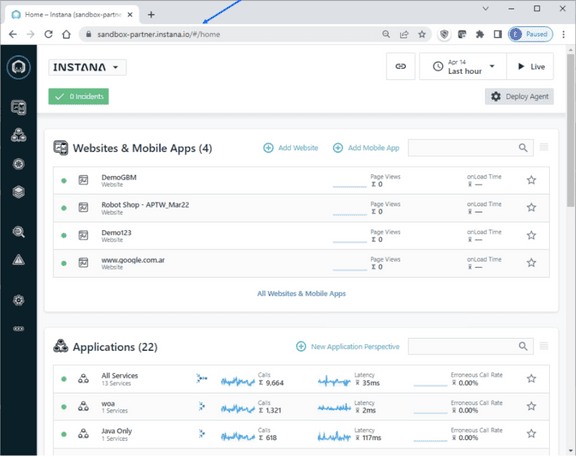 Home – Instana (sandbox-partner
sandbox-partner.instana.io/#/home
E Paused
INSTANA
Apr 14
Last hour
Live
0 Incidents
Deploy Agent
Websites & Mobile Apps (4)
Add Website
Add Mobile App
DemoGBM
Website
Page Views
Σ 0
onLoad Time
x̄ —
Robot Shop - APTW_Mar22
Website
Page Views
Σ 0
onLoad Time
x̄ —
Demo123
Website
Page Views
Σ 0
onLoad Time
x̄ —
www.google.com.ar
Website
Page Views
Σ 0
onLoad Time
x̄ —
All Websites & Mobile Apps
Applications (22)
New Application Perspective
All Services
13 Services
Calls
Σ 9,664
Latency
x̄ 35ms
Erroneous Call Rate
x̄ 0.00%
woa
1 Services
Calls
Σ 1,321
Latency
x̄ 2ms
Erroneous Call Rate
x̄ 0.00%
Java Only
1 Services
Calls
Σ 618
Latency
x̄ 117ms
Erroneous Call Rate
x̄ 0.00%